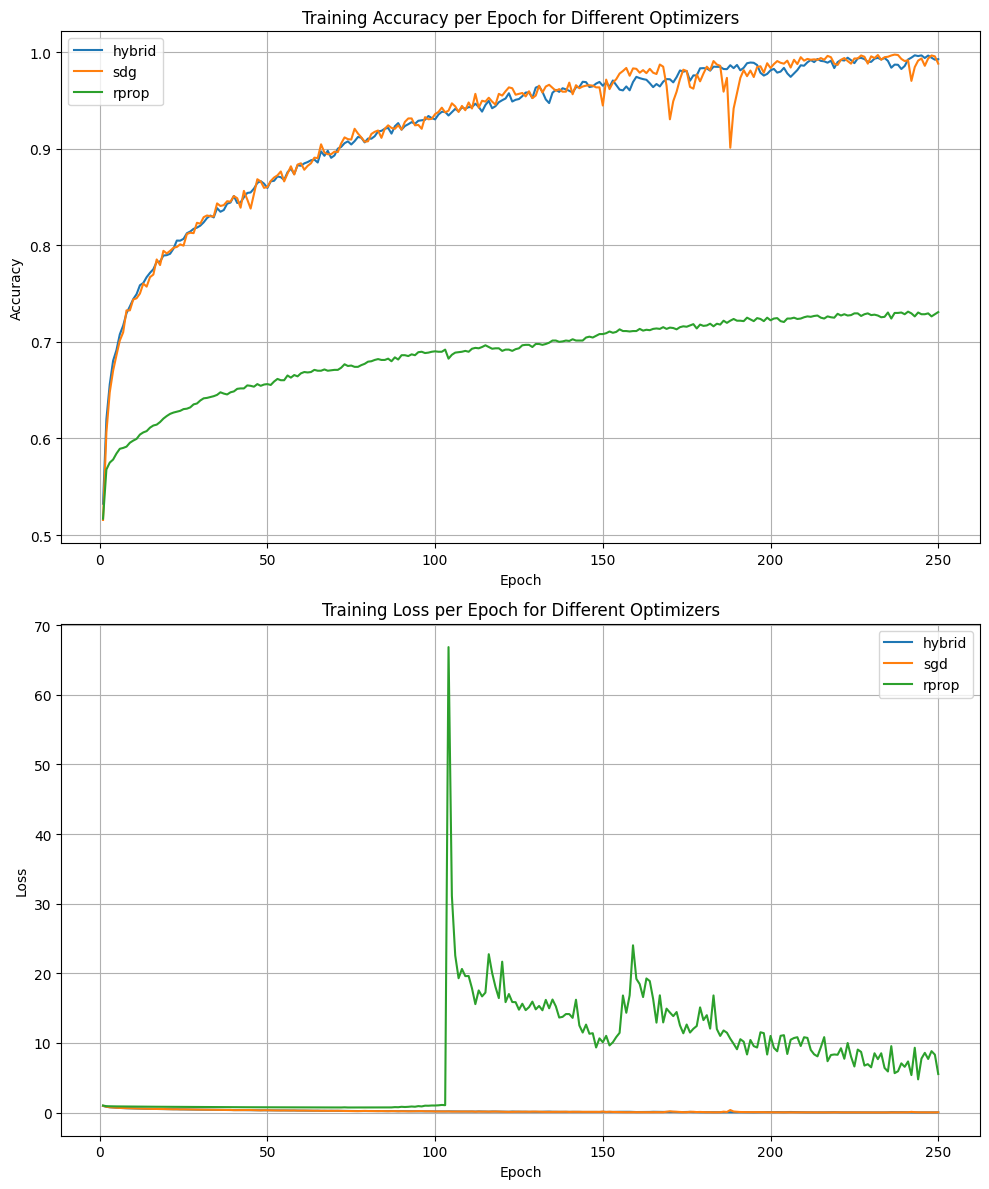 Training Accuracy per Epoch for Different Optimizers
hybrid
sdg
rprop
1.0
0.9
0.8
0.7
0.6
0.5
Accuracy
0
50
100
150
200
250
Epoch
Training Loss per Epoch for Different Optimizers
hybrid
sgd
rprop
70
60
50
40
30
20
10
0
Loss
0
50
100
150
200
250
Epoch